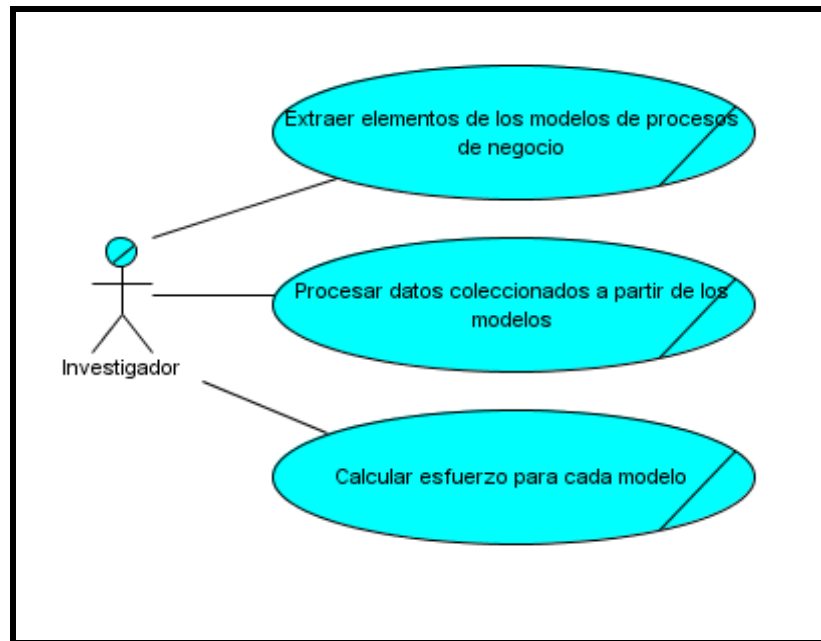 Extraer elementos de los modelos de procesos
de negocio
Procesar datos coleccionados a partir de los
modelos
Investigador
Calcular esfuerzo para cada modelo